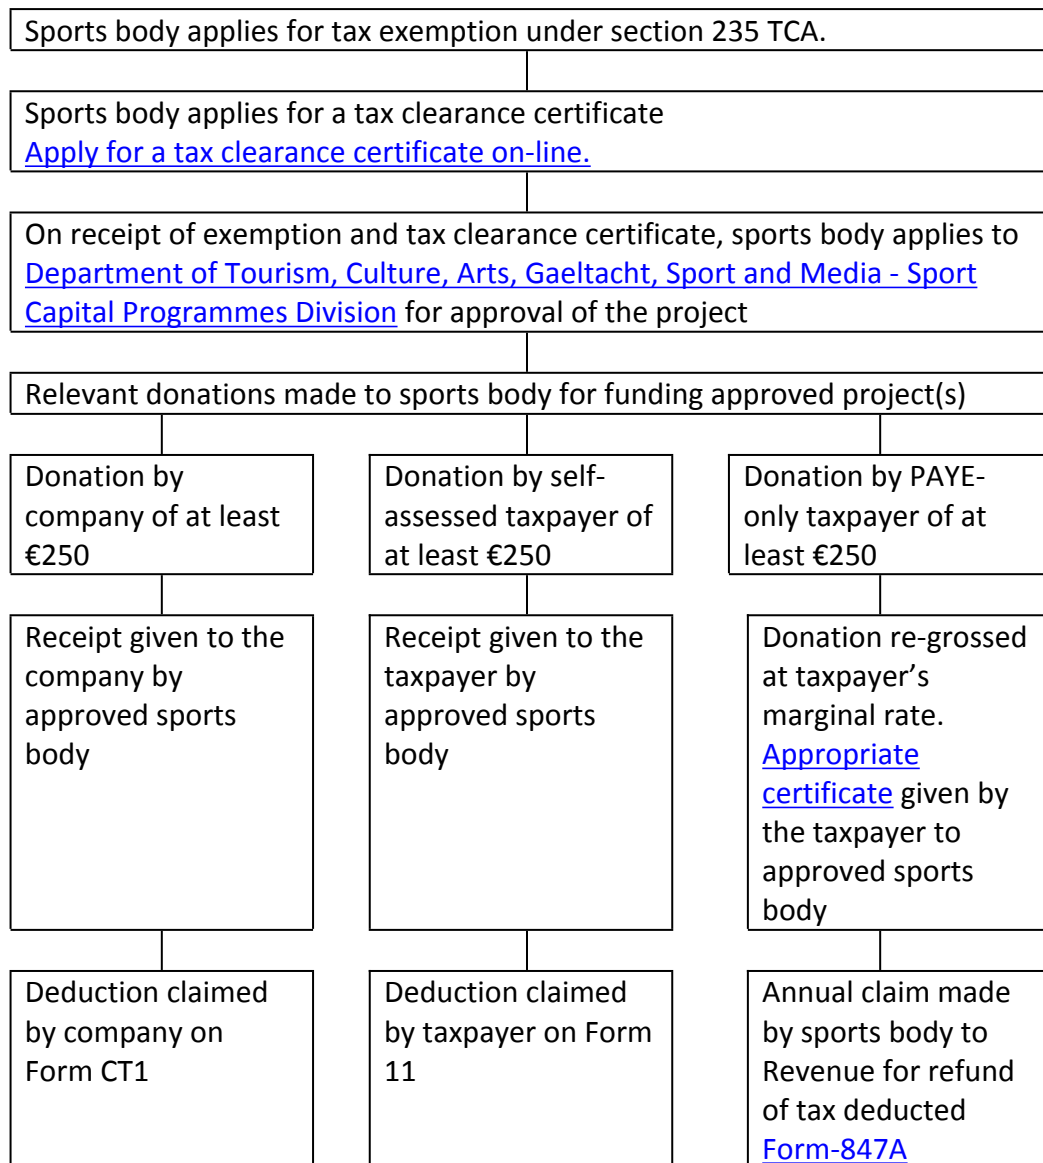 Sports body applies for tax exemption under section 235 TCA.
Sports body applies for a tax clearance certificate
Apply for a tax clearance certificate on-line.
On receipt of exemption and tax clearance certificate, sports body applies to
Department of Tourism, Culture, Arts, Gaeltacht, Sport and Media - Sport
Capital Programmes Division for approval of the project
Relevant donations made to sports body for funding approved project(s)
Donation by
company of at least
€250
Receipt given to the
company by
approved sports
body
Deduction claimed
by company on
Form CT1
Donation by self-
assessed taxpayer of
at least €250
Receipt given to the
taxpayer by
approved sports
body
Deduction claimed
by taxpayer on Form
11
Donation by PAYE-
only taxpayer of at
least €250
Donation re-grossed
at taxpayer’s
marginal rate.
Appropriate
certificate given by
the taxpayer to
approved sports
body
Annual claim made
by sports body to
Revenue for refund
of tax deducted
Form-847A